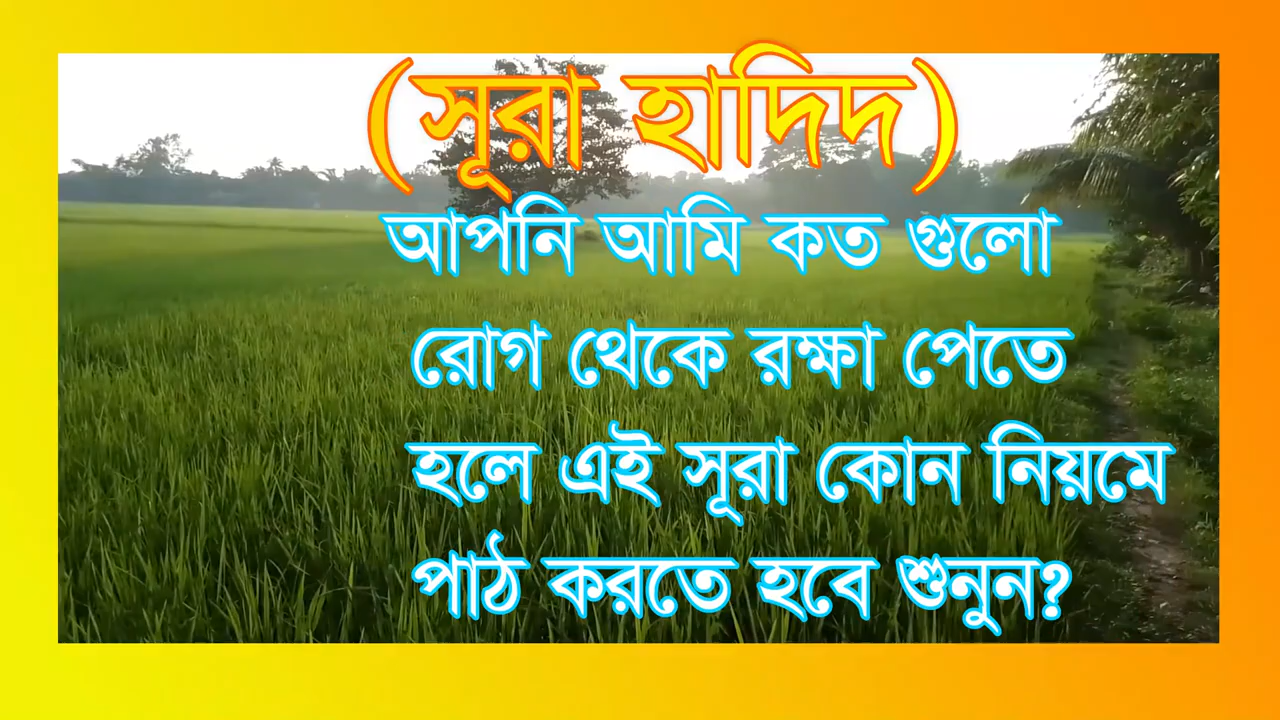 (সূরা হাদিদ)
আপনি আমি কত গুলো
রোগ থেকে রক্ষা পেতে
হলে এই সূরা কোন নিয়মে
পাঠ করতে হবে শুনুন?